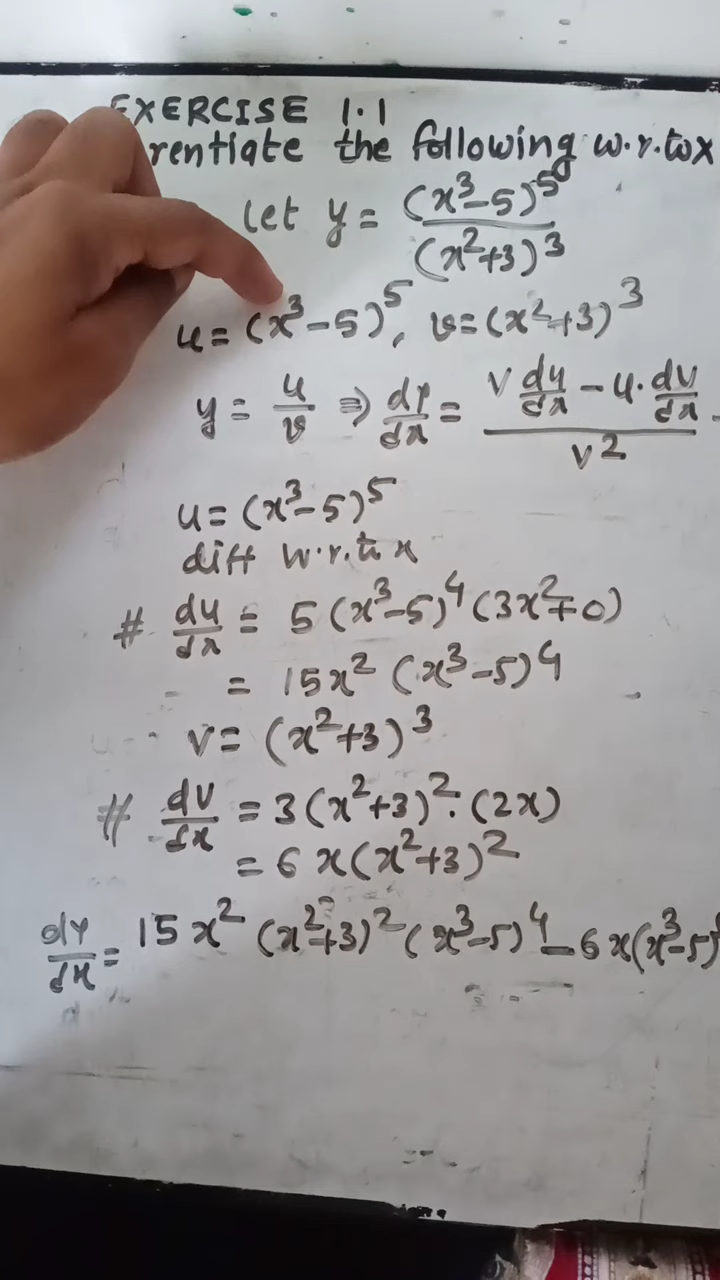 EXERCISE 1.1
rentiate the following w.r.to x
Let y = (x³-5)⁵ / (x²+3)³
u = (x³-5)⁵, v = (x²+3)³
y = u/v ⇒ dy/dx = (v du/dx - u. dv/dx) / v²
u = (x³-5)⁵
diff w.r.to x
# du/dx = 5(x³-5)⁴(3x²+0)
= 15x² (x³-5)⁴
v = (x²+3)³
# dv/dx = 3(x²+3)². (2x)
= 6x(x²+3)²
dy/dx = 15x² (x²+3)² (x³-5)⁴ - 6x(x³-5)